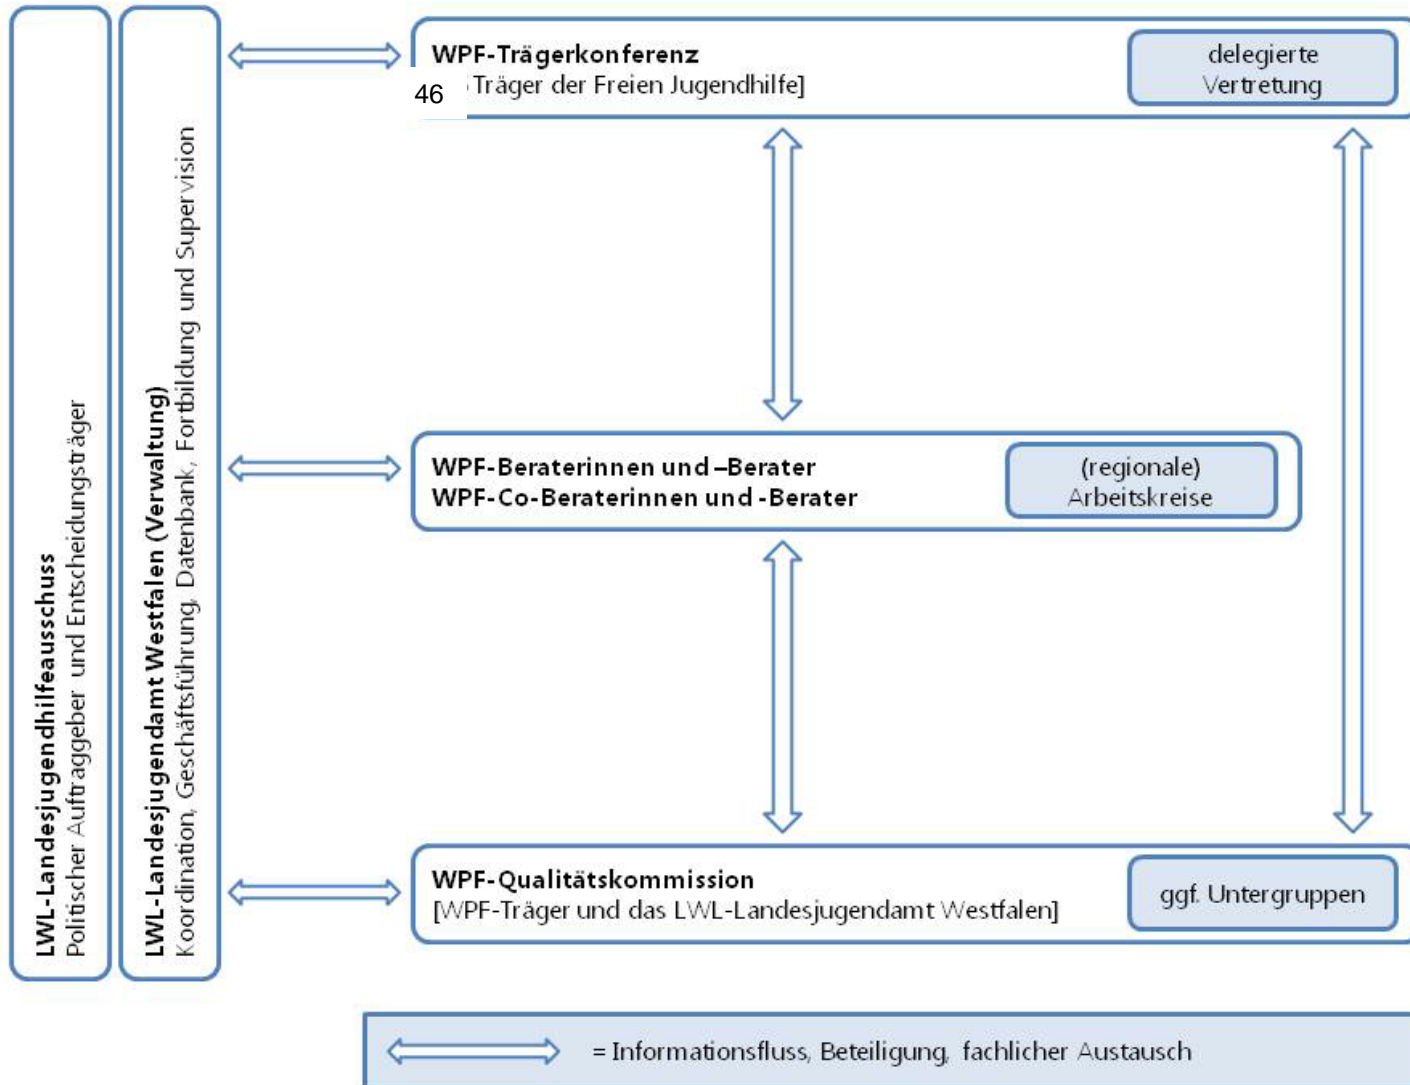 LWL-Landesjugendhilfeausschuss
Politischer Auftraggeber und Entscheidungsträger
LWL-Landesjugendamt Westfalen (Verwaltung)
Koordination, Geschäftsführung, Datenbank, Fortbildung und Supervision
WPF-Trägerkonferenz
46 Träger der Freien Jugendhilfe]
delegierte
Vertretung
WPF-Beraterinnen und –Berater
WPF-Co-Beraterinnen und -Berater
(regionale)
Arbeitskreise
WPF-Qualitätskommission
[WPF-Träger und das LWL-Landesjugendamt Westfalen]
ggf. Untergruppen
= Informationsfluss, Beteiligung, fachlicher Austausch